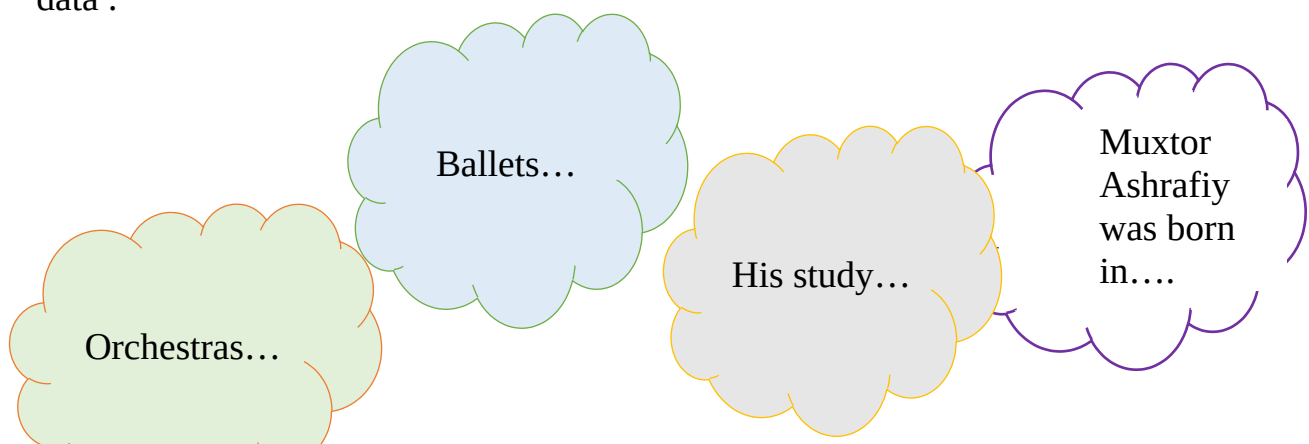 data .
Ballets…
Muxtor
Ashrafiy
was born
in….
His study…
Orchestras…